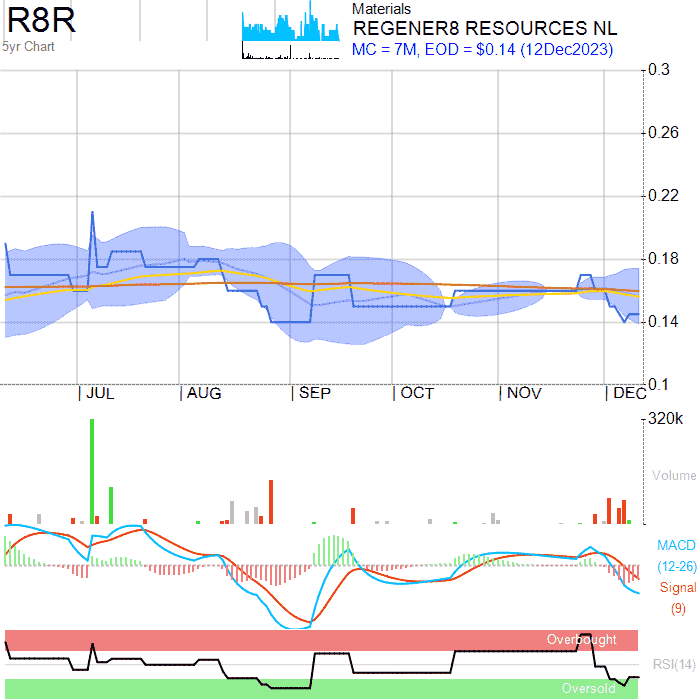 R8R
5yr Chart
Materials
REGENER8 RESOURCES NL
MC = 7M, EOD = $0.14 (12Dec2023)
0.3
0.26
0.22
0.18
0.14
0.1
| JUL | AUG | SEP | OCT | NOV | DEC
320k
Volume
MACD
(12-26)
Signal
(9)
Overbought
RSI(14)
Oversold